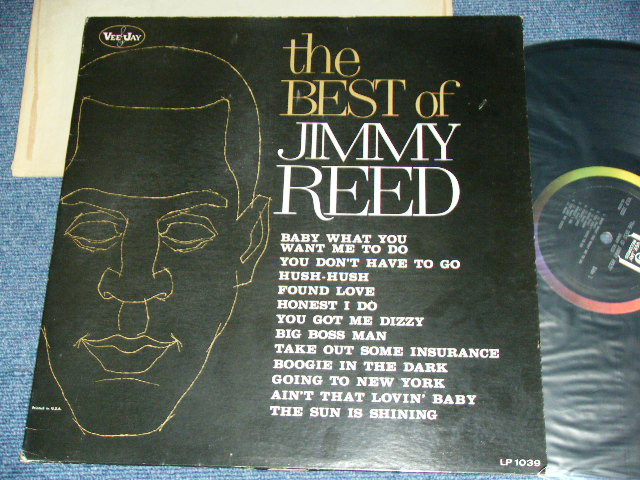 VEE JAY
the
BEST of
JIMMY
REED
BABY WHAT YOU
WANT ME TO DO
YOU DON'T HAVE TO GO
HUSH-HUSH
FOUND LOVE
HONEST I DO
YOU GOT ME DIZZY
BIG BOSS MAN
TAKE OUT SOME INSURANCE
BOOGIE IN THE DARK
GOING TO NEW YORK
AIN'T THAT LOVIN' BABY
THE SUN IS SHINING
Printed in U.S.A.
LP 1039